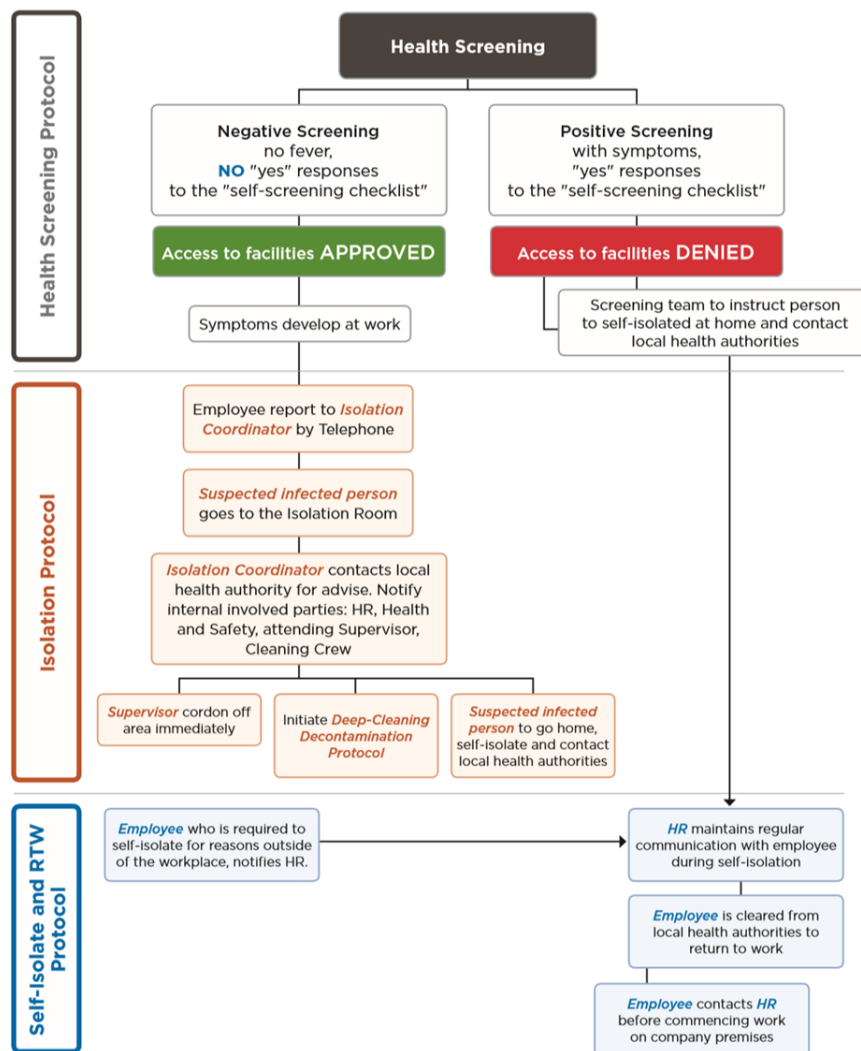 Health Screening Protocol
Health Screening
Negative Screening
no fever,
NO "yes" responses
to the "self-screening checklist"
Positive Screening
with symptoms,
"yes" responses
to the "self-screening checklist"
Access to facilities APPROVED
Access to facilities DENIED
Symptoms develop at work
Screening team to instruct person
to self-isolated at home and contact
local health authorities
Isolation Protocol
Employee report to Isolation
Coordinator by Telephone
Suspected infected person
goes to the Isolation Room
Isolation Coordinator contacts local
health authority for advise. Notify
internal involved parties: HR, Health
and Safety, attending Supervisor,
Cleaning Crew
Supervisor cordon off
area immediately
Initiate Deep-Cleaning
Decontamination
Protocol
Suspected infected
person to go home,
self-isolate and contact
local health authorities
Self-Isolate and RTW
Protocol
Employee who is required to
self-isolate for reasons outside
of the workplace, notifies HR.
HR maintains regular
communication with employee
during self-isolation
Employee is cleared from
local health authorities to
return to work
Employee contacts HR
before commencing work
on company premises